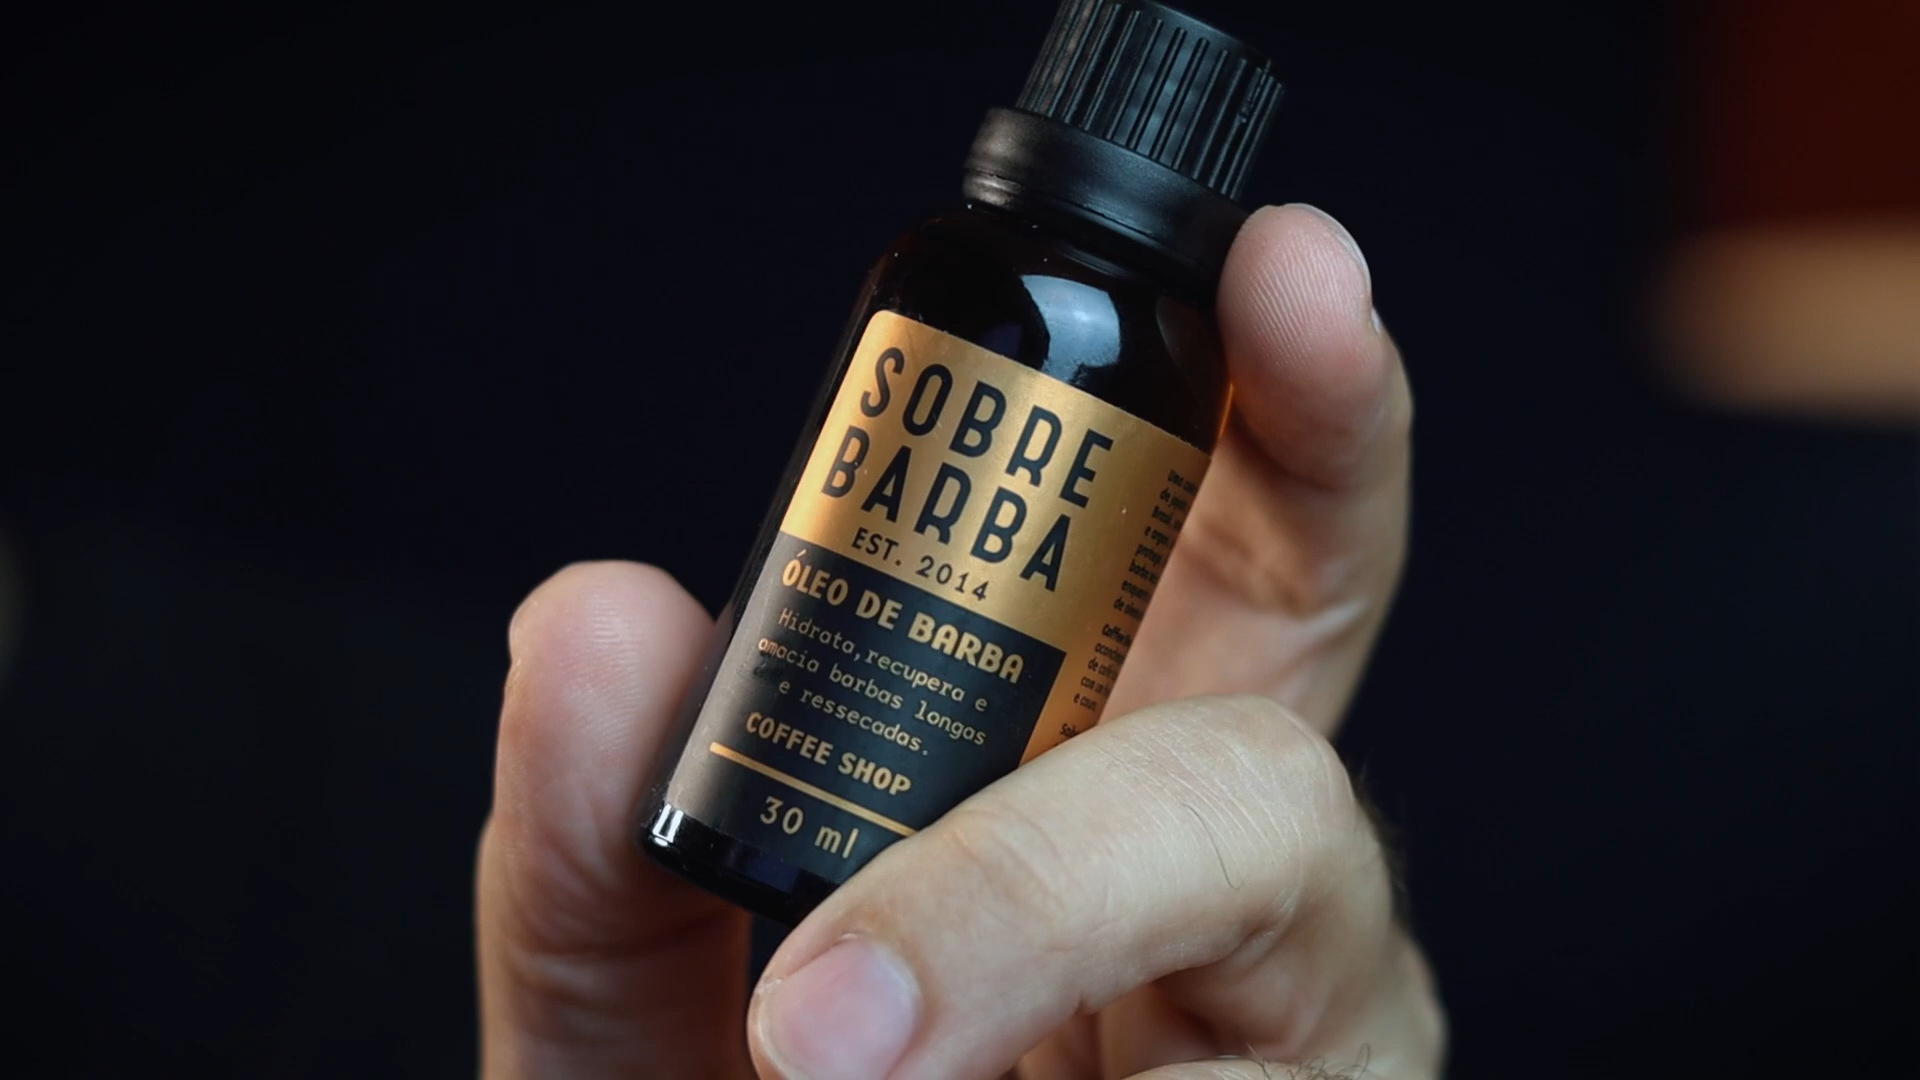 SOBRE
BARBA
EST. 2014
ÓLEO DE BARBA
Hidrata, recupera e
amacia barbas longas
e ressecadas.
COFFEE SHOP
30 ml